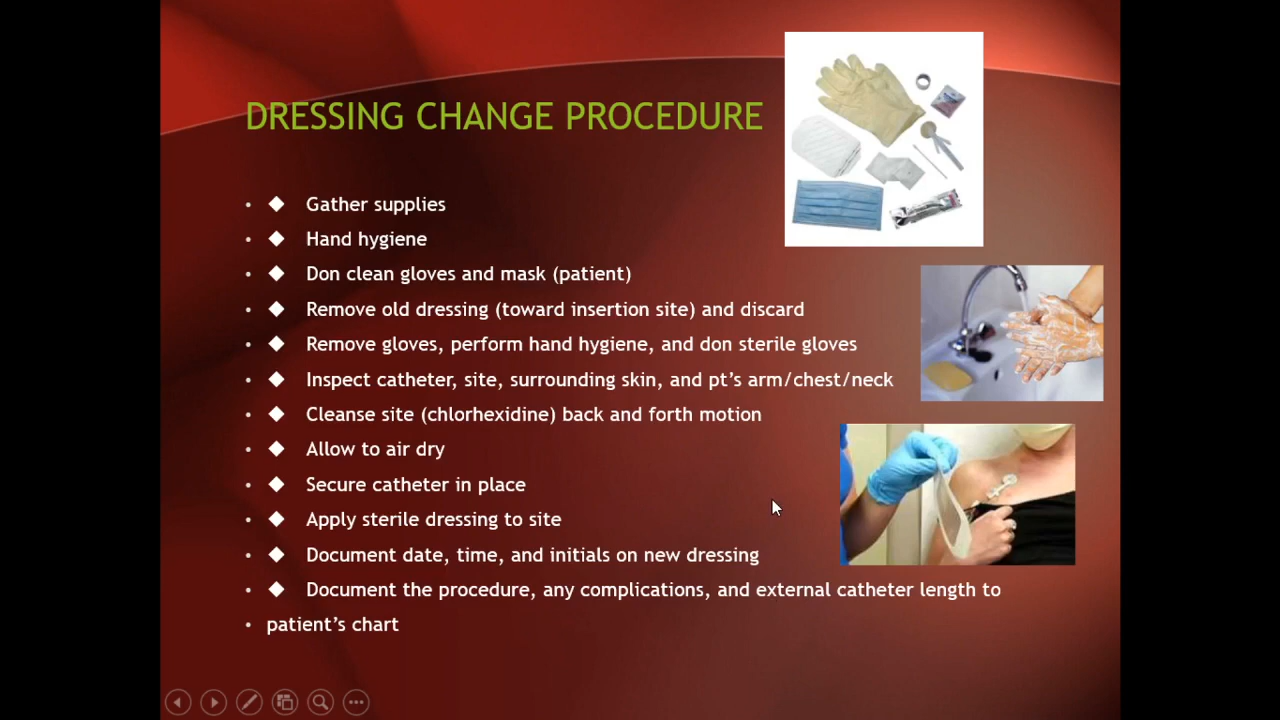 DRESSING CHANGE PROCEDURE
• ◆ Gather supplies
• ◆ Hand hygiene
• ◆ Don clean gloves and mask (patient)
• ◆ Remove old dressing (toward insertion site) and discard
• ◆ Remove gloves, perform hand hygiene, and don sterile gloves
• ◆ Inspect catheter, site, surrounding skin, and pt’s arm/chest/neck
• ◆ Cleanse site (chlorhexidine) back and forth motion
• ◆ Allow to air dry
• ◆ Secure catheter in place
• ◆ Apply sterile dressing to site
• ◆ Document date, time, and initials on new dressing
• ◆ Document the procedure, any complications, and external catheter length to
• patient’s chart